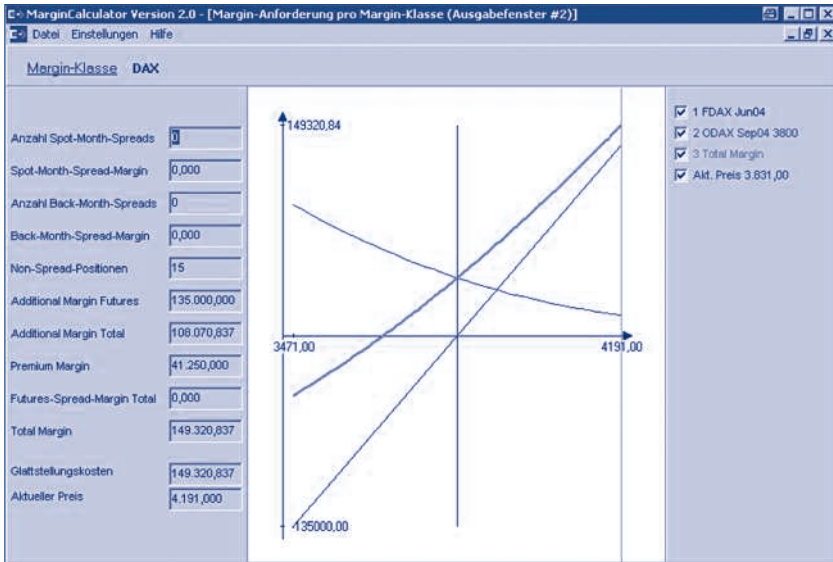 MarginCalculator Version 2.0 - [Margin-Anforderung pro Margin-Klasse (Ausgabefenster #2)]
Datei Einstellungen Hilfe
Margin-Klasse DAX
Anzahl Spot-Month-Spreads 0
Spot-Month-Spread-Margin 0,000
Anzahl Back-Month-Spreads 0
Back-Month-Spread-Margin 0,000
Non-Spread-Positionen 15
Additional Margin Futures 135.000,000
Additional Margin Total 108.070,837
Premium Margin 41.250,000
Futures-Spread-Margin Total 0,000
Total Margin 149.320,837
Glattstellungskosten 149.320,837
Aktueller Preis 4.191,000
149320,84
3471,00
4191,00
-135000,00
1 FDAX Jun04
2 ODAX Sep04 3800
3 Total Margin
Akt. Preis 3.831,00